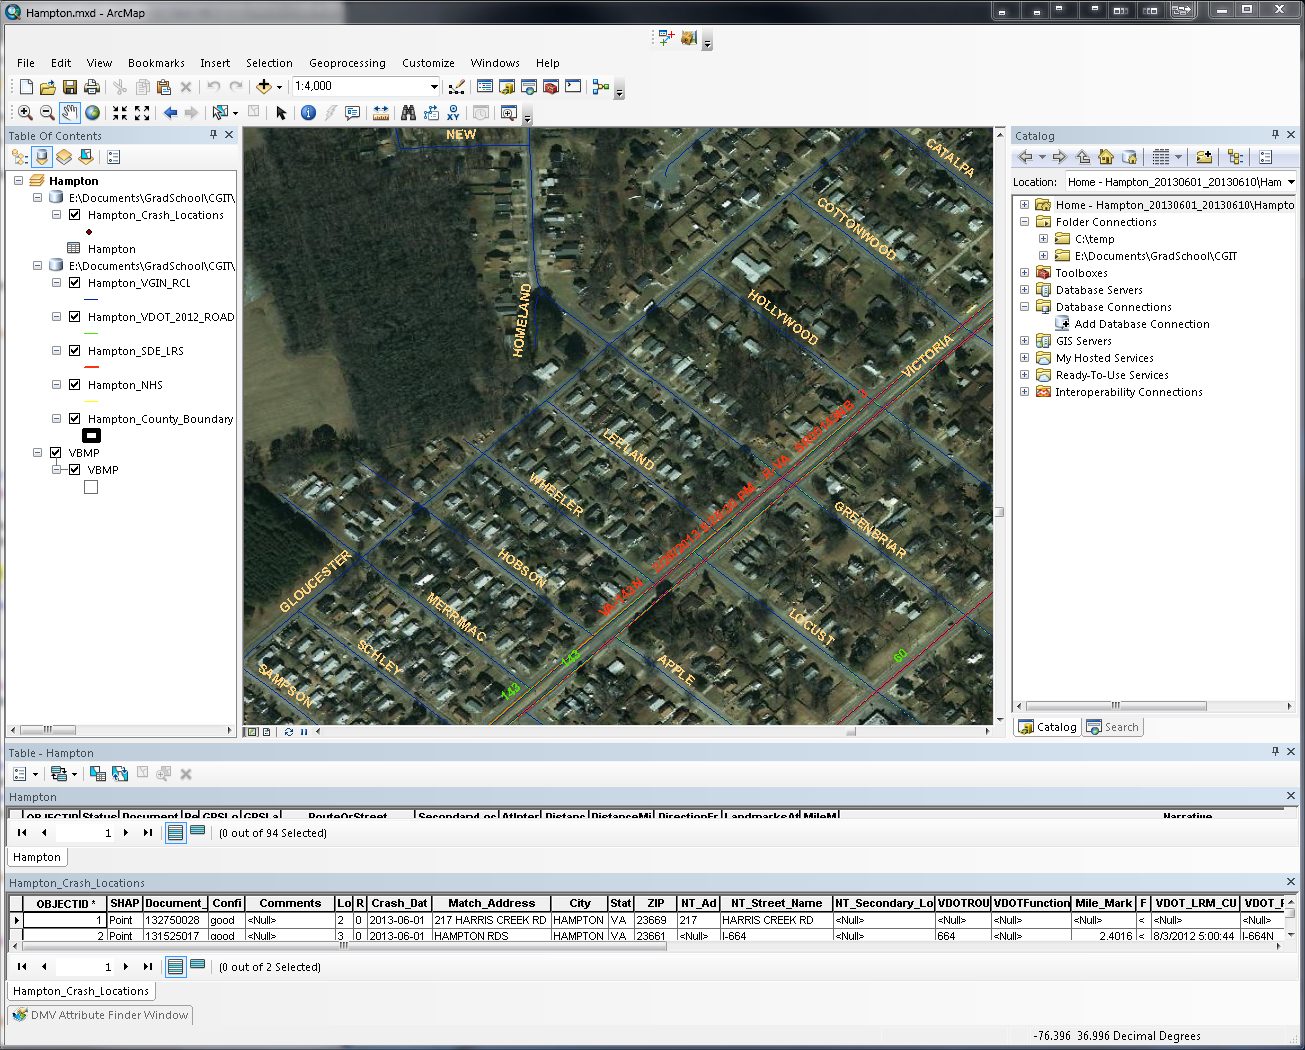 Hampton.mxd - ArcMap
File Edit View Bookmarks Insert Selection Geoprocessing Customize Windows Help
1:4,000
Table Of Contents
Hampton
E:\Documents\GradSchool\CGIT\
Hampton_Crash_Locations
Hampton
E:\Documents\GradSchool\CGIT\
Hampton_VGIN_RCL
Hampton_VDOT_2012_ROAD
Hampton_SDE_LRS
Hampton_NHS
Hampton_County_Boundary
VBMP
VBMP
NEW
CATALPA
COTTONWOOD
HOMELAND
HOLLYWOOD
VICTORIA
LEELAND
WHEELER
GREENBRIAR
HOBSON
GLOUCESTER
MERRIMAC
LOCUST
SCHLEY
APPLE
SAMPSON
VA-143N
143
143
60
Catalog
Location: Home - Hampton_20130601_20130610\Ham
Home - Hampton_20130601_20130610\Hampto
Folder Connections
C:\temp
E:\Documents\GradSchool\CGIT
Toolboxes
Database Servers
Database Connections
Add Database Connection
GIS Servers
My Hosted Services
Ready-To-Use Services
Interoperability Connections
Catalog Search
Table - Hampton
Hampton
OBJECTID Status Document Re GPSLo GPSLa RouteOrStreet SecondaryLoc AtInter Distanc DistanceMi DirectionFr LandmarksAt MileM Narrative
1 (0 out of 94 Selected)
Hampton
Hampton_Crash_Locations
OBJECTID * SHAP Document_ Confi Comments Lo R Crash_Dat Match_Address City Stat ZIP NT_Ad NT_Street_Name NT_Secondary_Lo VDOTROU VDOTFunction Mile_Mark F VDOT_LRM_CU VDOT_F
1 Point 132750028 good <Null> 2 0 2013-06-01 217 HARRIS CREEK RD HAMPTON VA 23669 217 HARRIS CREEK RD <Null> <Null> <Null> <Null> < <Null> <Null>
2 Point 131525017 good <Null> 3 0 2013-06-01 HAMPTON RDS HAMPTON VA 23661 <Null> I-664 <Null> 664 <Null> 2.4016 < 8/3/2012 5:00:44 I-664N
1 (0 out of 2 Selected)
Hampton_Crash_Locations
DMV Attribute Finder Window
-76.396 36.996 Decimal Degrees